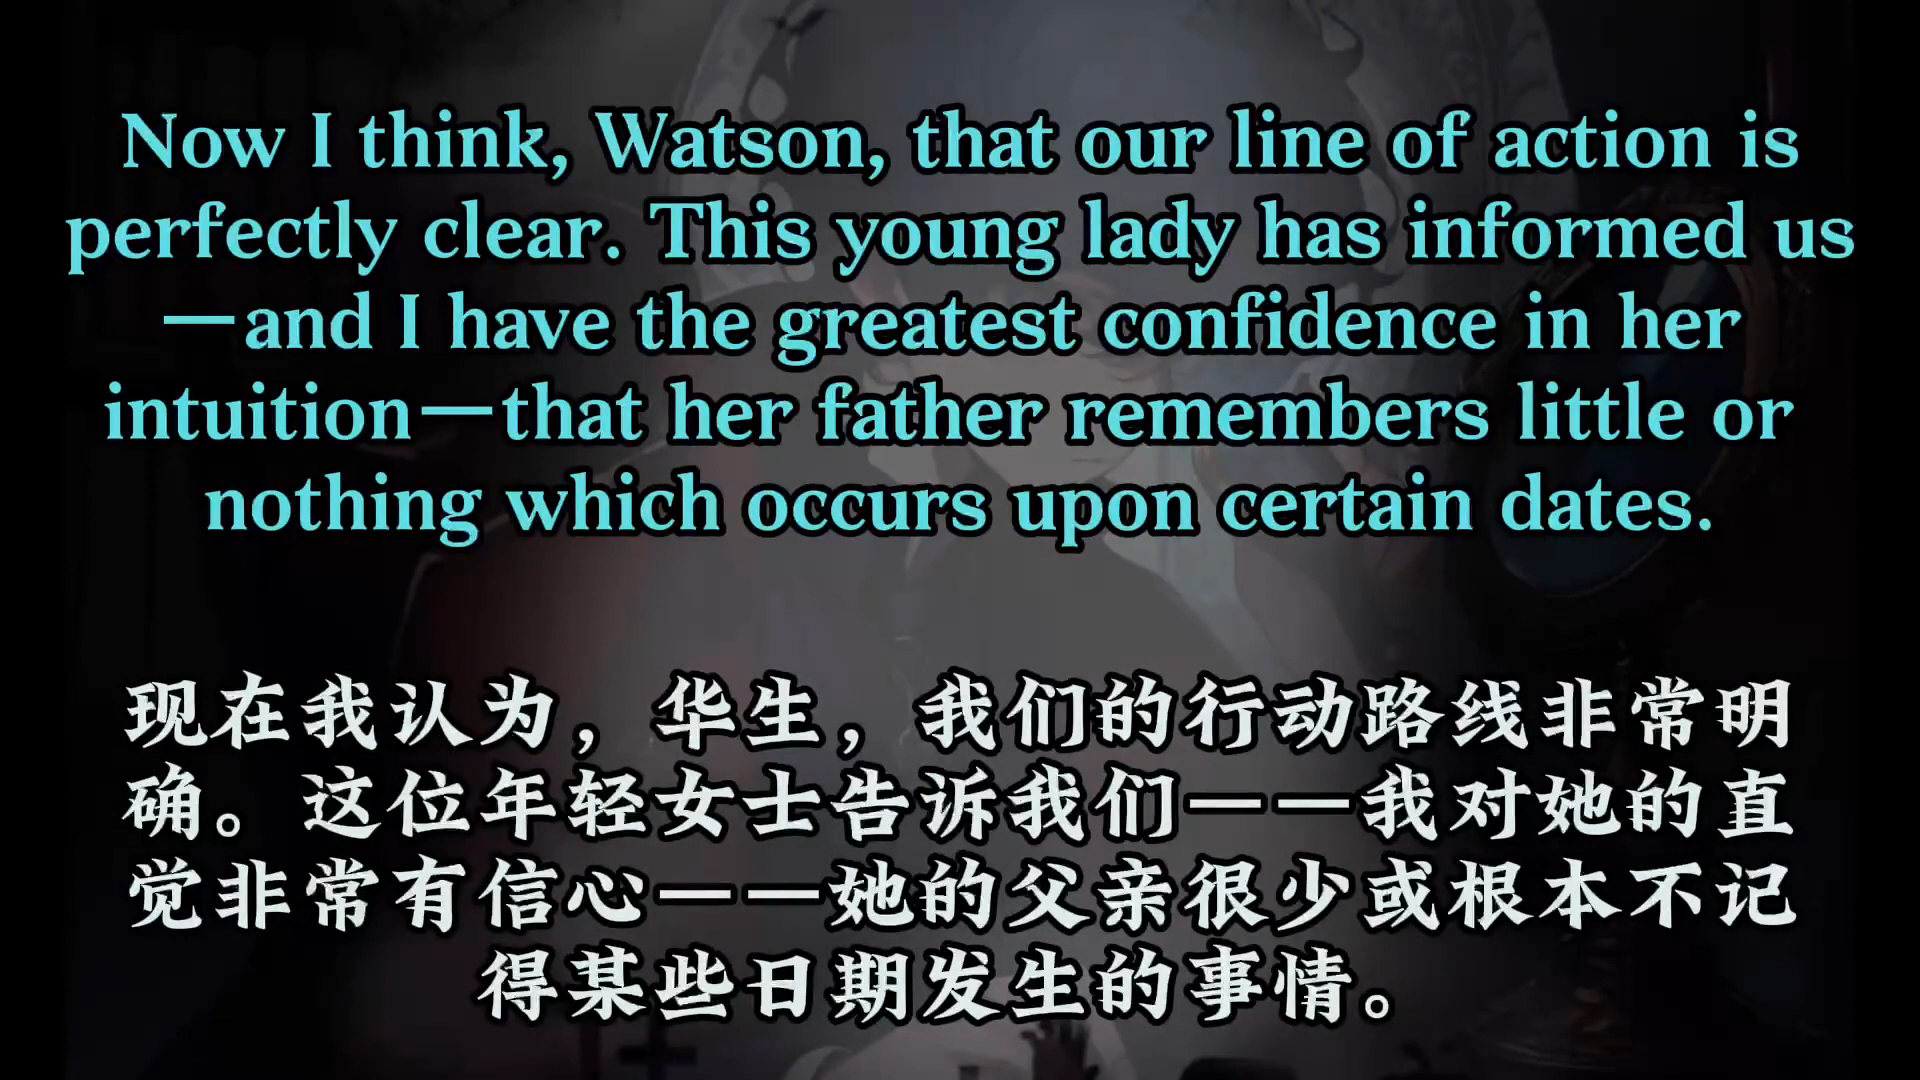 Now I think, Watson, that our line of action is
perfectly clear. This young lady has informed us
—and I have the greatest confidence in her
intuition—that her father remembers little or
nothing which occurs upon certain dates.
现在我认为，华生，我们的行动路线非常明
确。这位年轻女士告诉我们——我对她的直
觉非常有信心——她的父亲很少或根本不记
得某些日期发生的事情。